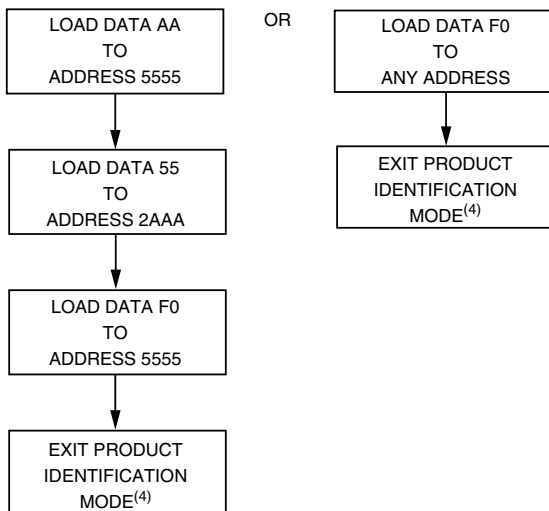 LOAD DATA AA
TO
ADDRESS 5555
LOAD DATA 55
TO
ADDRESS 2AAA
LOAD DATA F0
TO
ADDRESS 5555
EXIT PRODUCT
IDENTIFICATION
MODE(4)
OR
LOAD DATA F0
TO
ANY ADDRESS
EXIT PRODUCT
IDENTIFICATION
MODE(4)